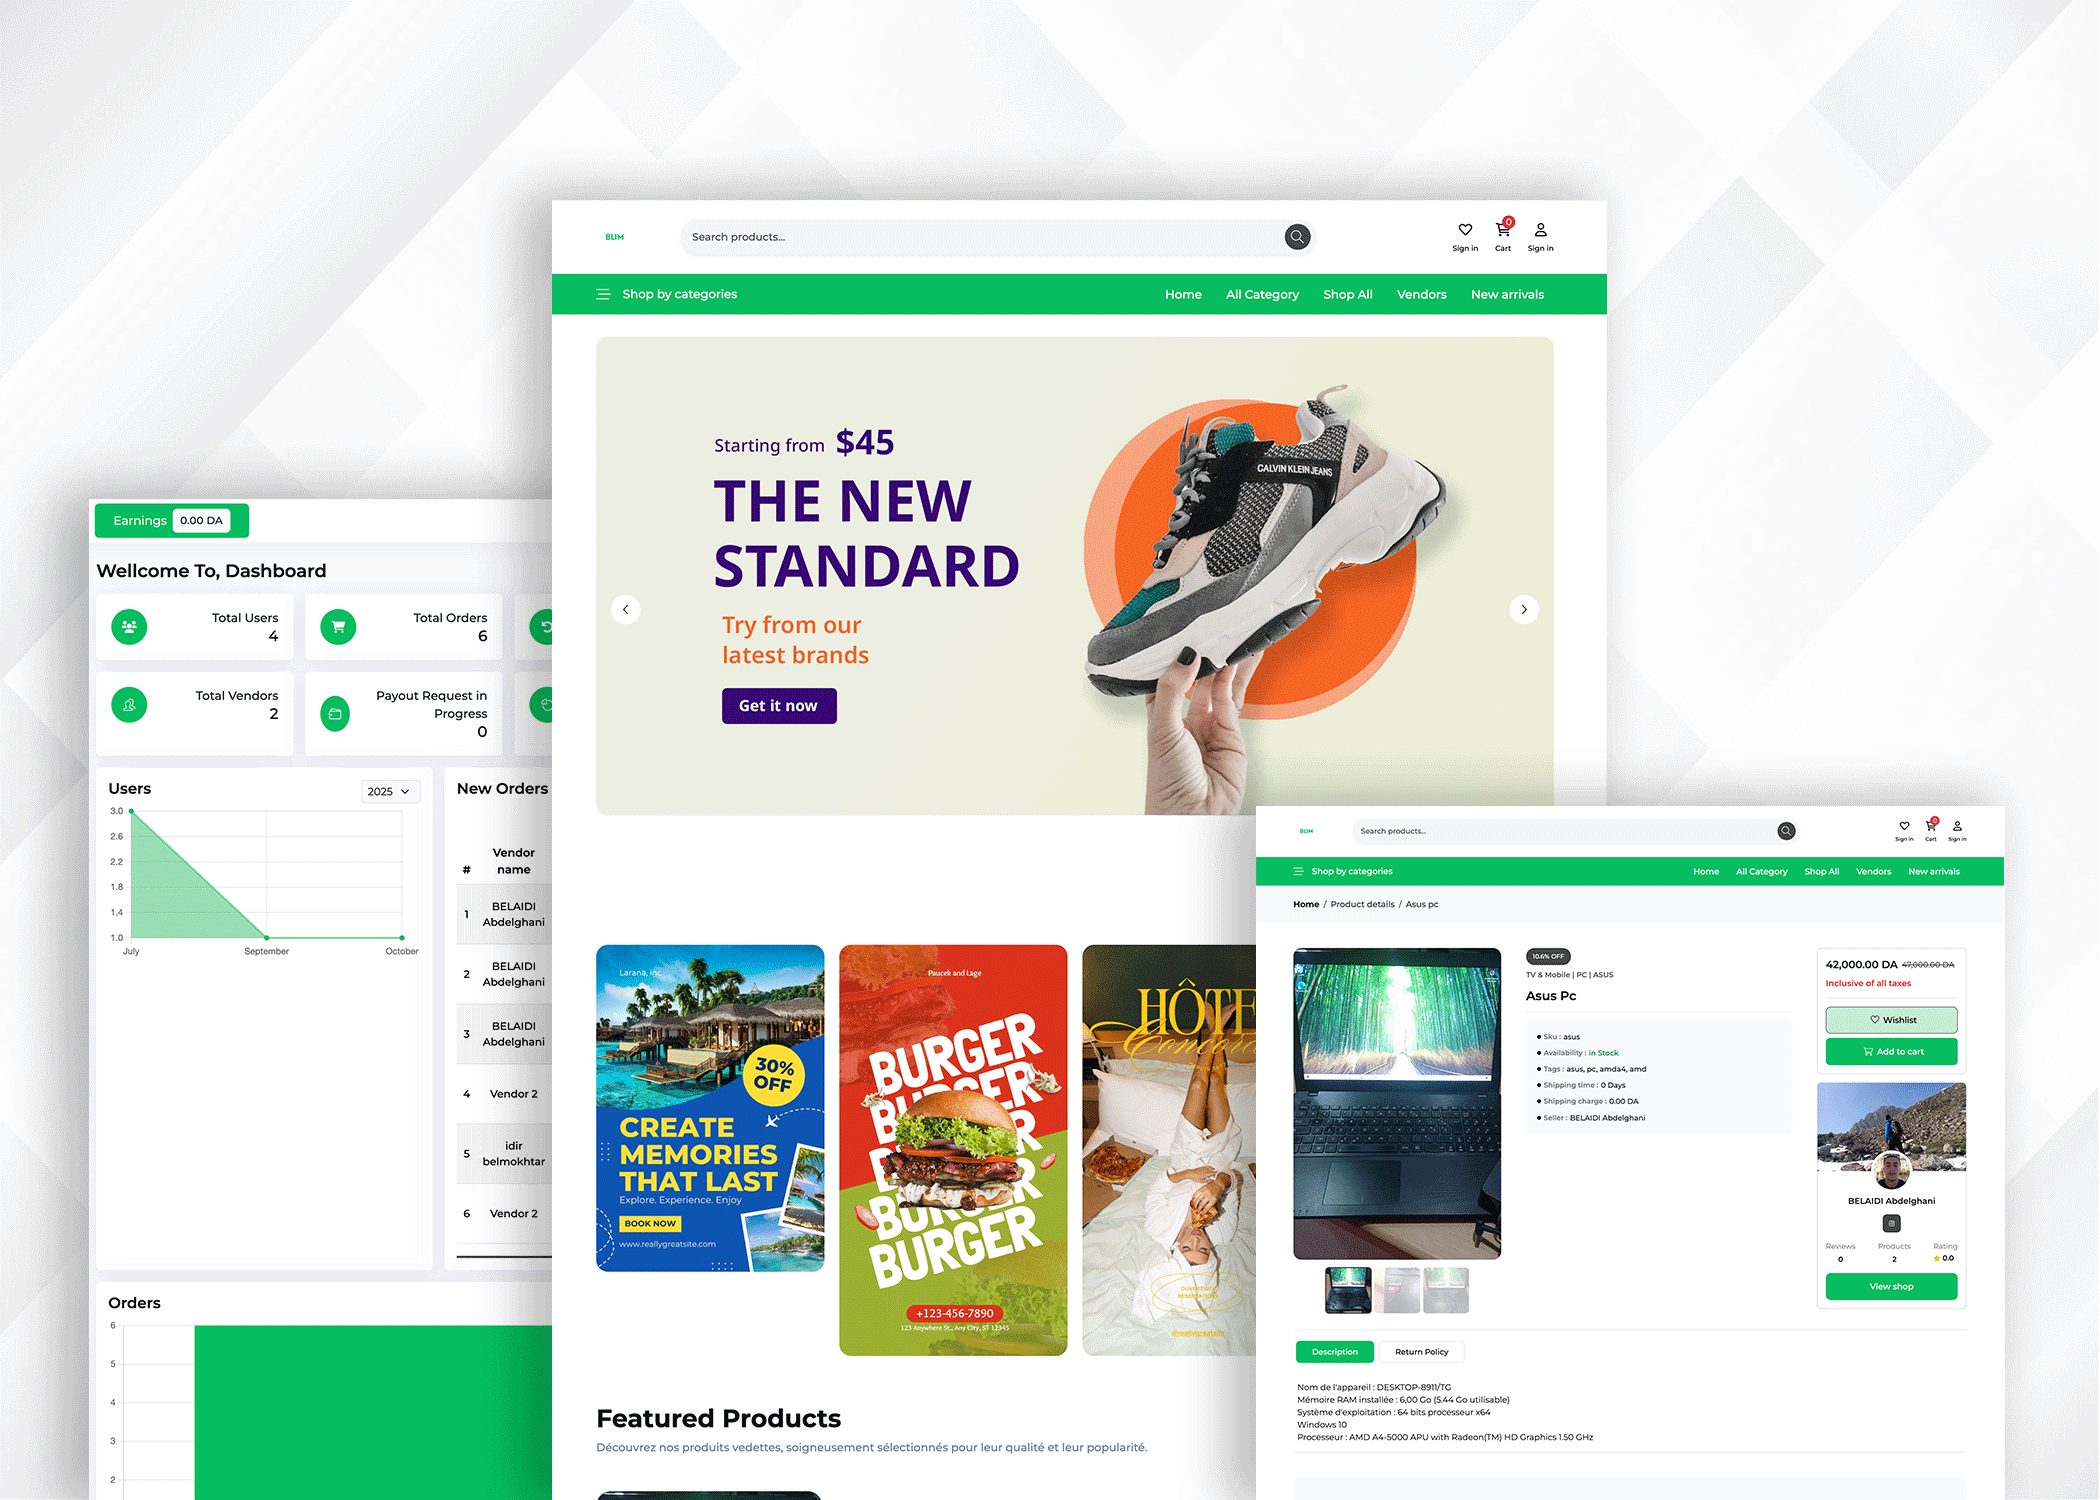 BLIM
Search products...
Sign in
0
Cart
Sign in
Shop by categories
Home
All Category
Shop All
Vendors
New arrivals
Starting from $45
THE NEW
STANDARD
Try from our
latest brands
Get it now
CALVIN KLEIN JEANS
Earnings 0.00 DA
Wellcome To, Dashboard
Total Users
4
Total Orders
6
Total Vendors
2
Payout Request in
Progress
0
Users
2025
3.0
2.6
2.2
1.8
1.4
1.0
July
September
October
New Orders
# Vendor
name
1 BELAIDI
Abdelghani
2 BELAIDI
Abdelghani
3 BELAIDI
Abdelghani
4 Vendor 2
5 idir
belmokhtar
6 Vendor 2
Orders
6
5
4
3
2
Larana, inc
30%
OFF
CREATE
MEMORIES
THAT LAST
Explore. Experience. Enjoy
BOOK NOW
www.reallygreatsite.com
Paucek and Lage
BURGER
BURGER
BURGER
+123-456-7890
123 Anywhere St., Any City, ST 12345
HÔTE
Concord
Featured Products
Découvrez nos produits vedettes, soigneusement sélectionnés pour leur qualité et leur popularité.
BLIM
Search products...
Sign in
0
Cart
Sign in
Shop by categories
Home
All Category
Shop All
Vendors
New arrivals
Home / Product details / Asus pc
10.6% OFF
TV & Mobile | PC | ASUS
Asus Pc
Sku : asus
Availability : in Stock
Tags : asus, pc, amda4, amd
Shipping time : 0 Days
Shipping charge : 0.00 DA
Seller : BELAIDI Abdelghani
42,000.00 DA 47,000.00 DA
Inclusive of all taxes
Wishlist
Add to cart
BELAIDI Abdelghani
Reviews
0
Products
2
Rating
0.0
View shop
Description
Return Policy
Nom de l'appareil : DESKTOP-8911/TG
Mémoire RAM installée : 6,00 Go (5.44 Go utilisable)
Système d'exploitation : 64 bits processeur x64
Windows 10
Processeur : AMD A4-5000 APU with Radeon(TM) HD Graphics 1.50 GHz